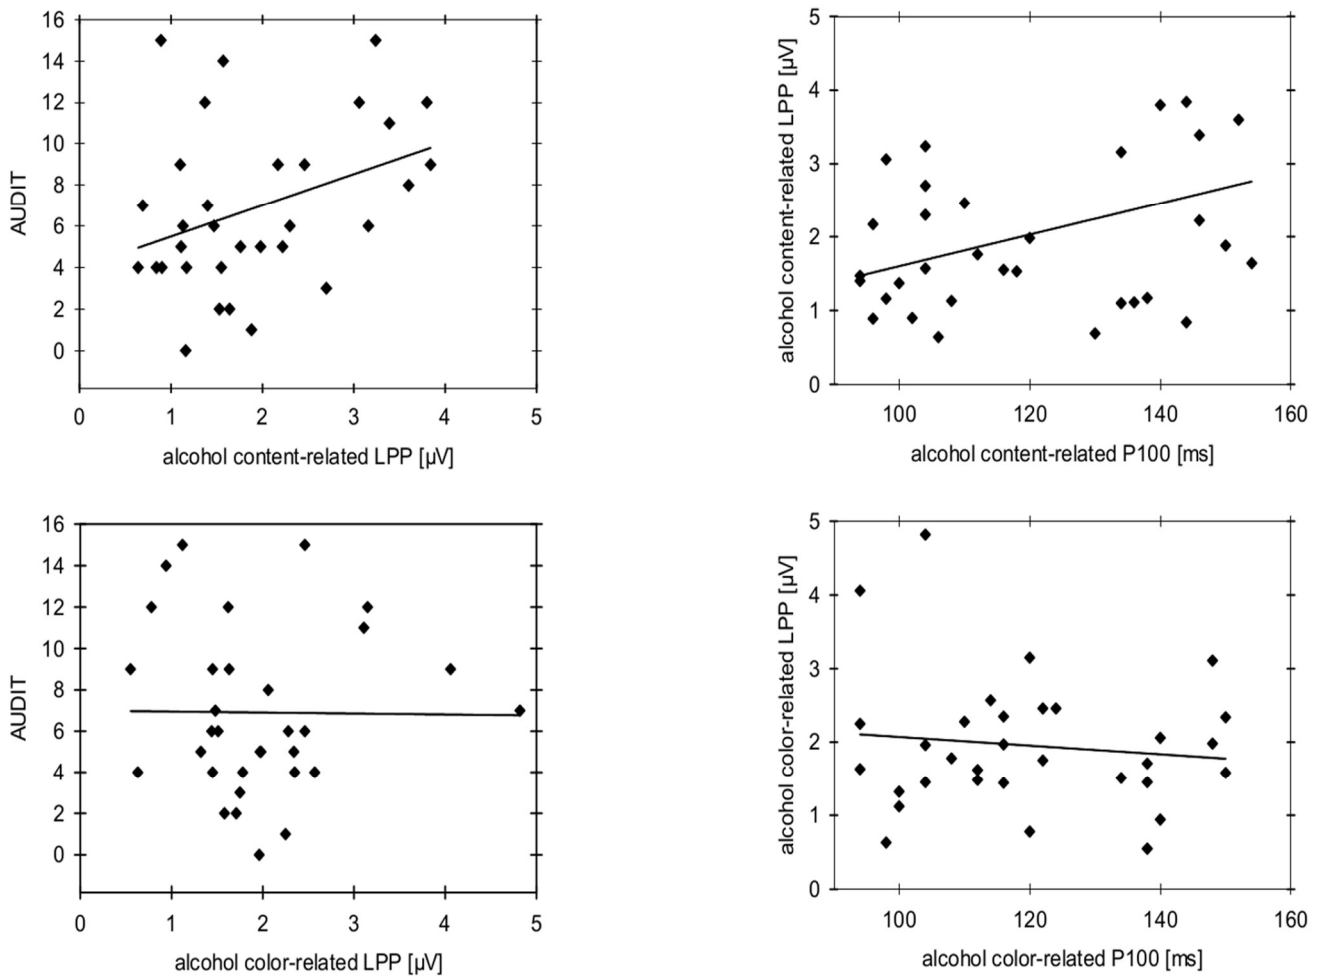 16
14
12
10
8
6
4
2
0
AUDIT
0 1 2 3 4 5
alcohol content-related LPP [µV]
5
4
3
2
1
0
alcohol content-related LPP [µV]
100 120 140 160
alcohol content-related P100 [ms]
16
14
12
10
8
6
4
2
0
AUDIT
0 1 2 3 4 5
alcohol color-related LPP [µV]
5
4
3
2
1
0
alcohol color-related LPP [µV]
100 120 140 160
alcohol color-related P100 [ms]